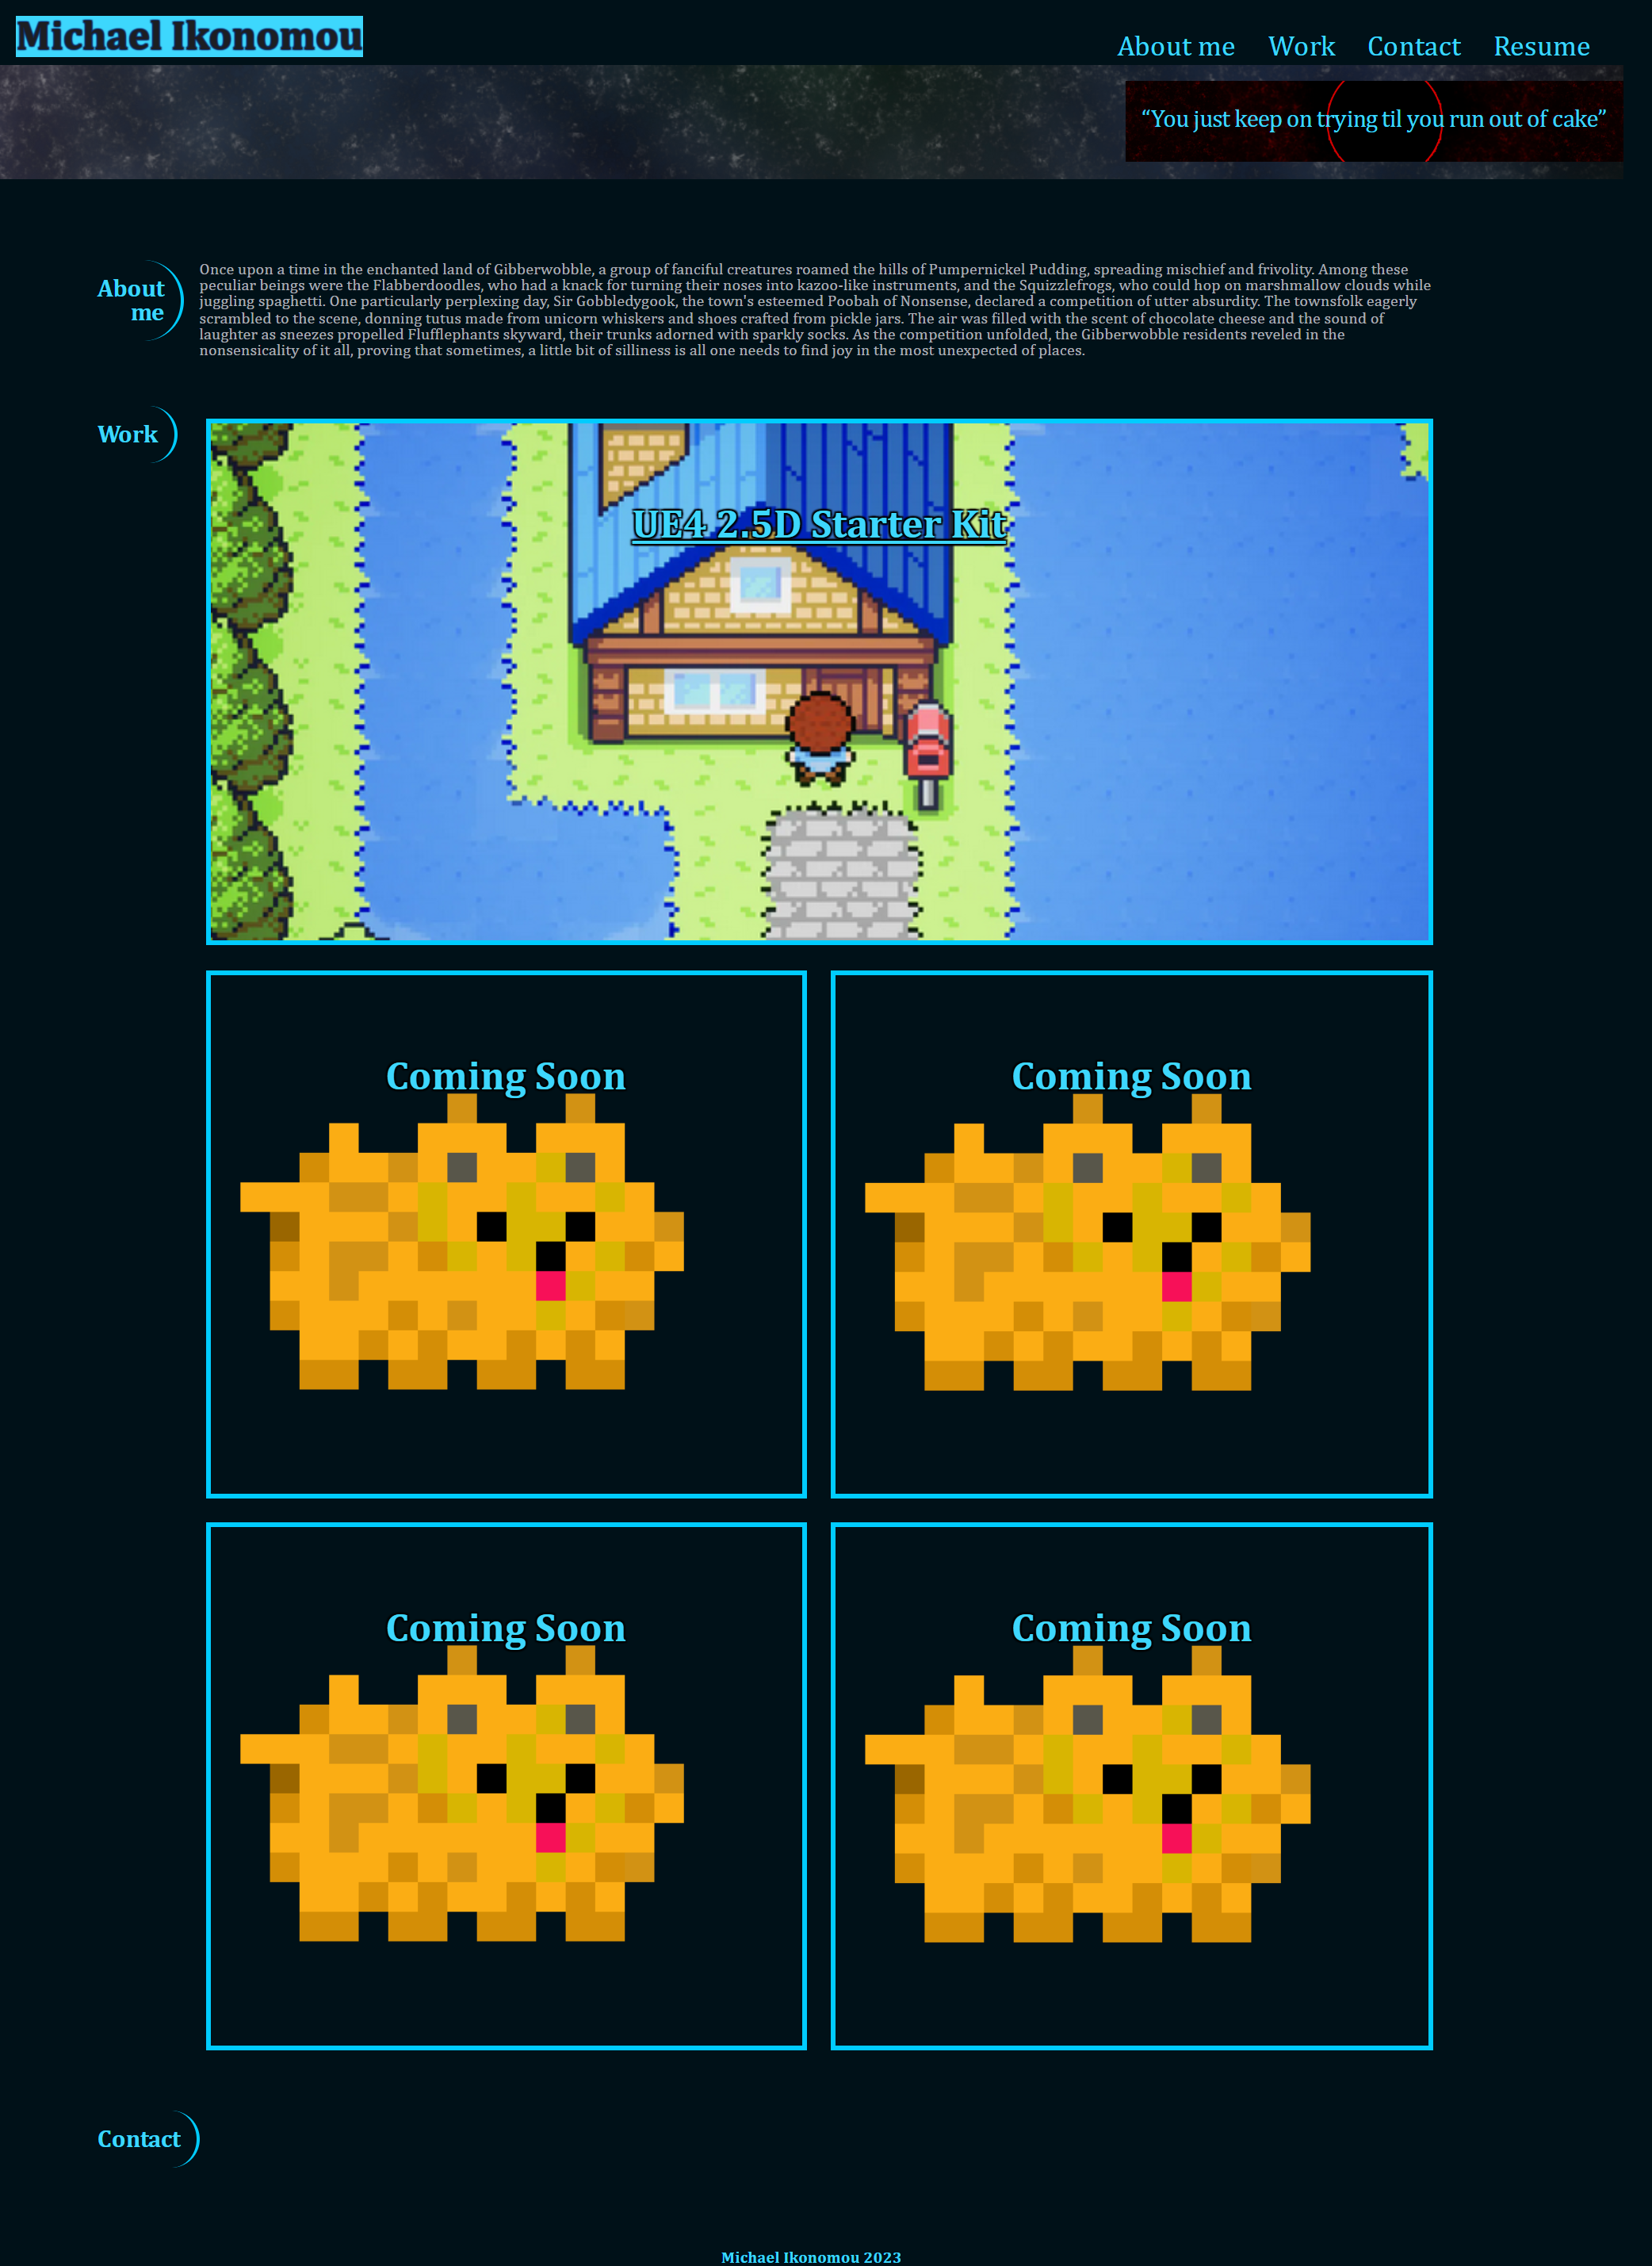 Michael Ikonomou
About me Work Contact Resume
“You just keep on trying til you run out of cake”
About
me
Once upon a time in the enchanted land of Gibberwobble, a group of fanciful creatures roamed the hills of Pumpernickel Pudding, spreading mischief and frivolity. Among these
peculiar beings were the Flabberdoodles, who had a knack for turning their noses into kazoo-like instruments, and the Squizzlefrogs, who could hop on marshmallow clouds while
juggling spaghetti. One particularly perplexing day, Sir Gobbledygook, the town's esteemed Poobah of Nonsense, declared a competition of utter absurdity. The townsfolk eagerly
scrambled to the scene, donning tutus made from unicorn whiskers and shoes crafted from pickle jars. The air was filled with the scent of chocolate cheese and the sound of
laughter as sneezes propelled Flufflephants skyward, their trunks adorned with sparkly socks. As the competition unfolded, the Gibberwobble residents reveled in the
nonsensicality of it all, proving that sometimes, a little bit of silliness is all one needs to find joy in the most unexpected of places.
Work
UE4 2.5D Starter Kit
Coming Soon
Coming Soon
Coming Soon
Coming Soon
Contact
Michael Ikonomou 2023